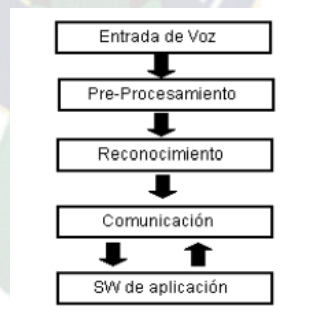 Entrada de Voz
Pre-Procesamiento
Reconocimiento
Comunicación
SW de aplicación